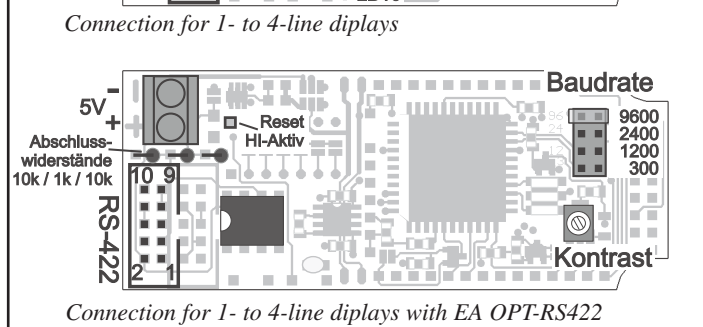 Connection for 1- to 4-line diplays
Baudrate
-
5V
+
Reset
HI-Aktiv
9600
2400
1200
300
Abschluss-
widerstände
10k / 1k / 10k
10 9
RS-422
2 1
Kontrast
Connection for 1- to 4-line diplays with EA OPT-RS422